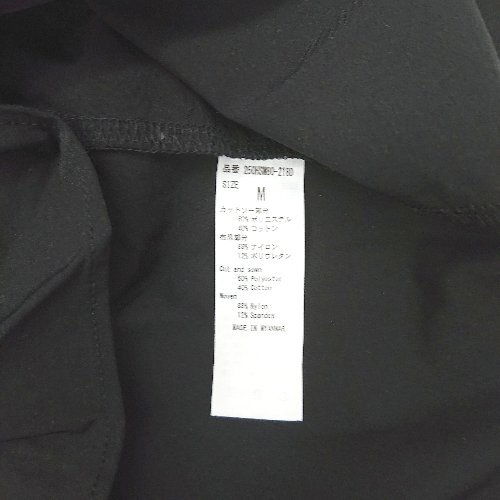 品番 250HSW80-2180
SIZE
M
カットソー部分
60% ポリエステル
40% コットン
布帛部分
88% ナイロン
12% ポリウレタン
Cut and sewn
60% Polyester
40% Cotton
Woven
88% Nylon
12% Spandex
MADE IN MYANMAR